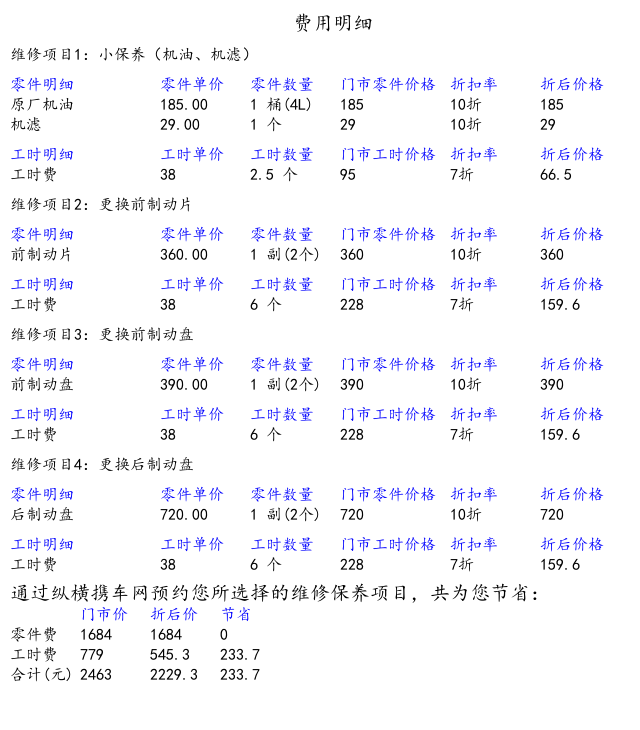 费用明细
维修项目1: 小保养（机油、机滤）
零件明细 零件单价 零件数量 门市零件价格 折扣率 折后价格
原厂机油 185.00 1 桶(4L) 185 10折 185
机滤 29.00 1 个 29 10折 29
工时明细 工时单价 工时数量 门市工时价格 折扣率 折后价格
工时费 38 2.5 个 95 7折 66.5
维修项目2: 更换前制动片
零件明细 零件单价 零件数量 门市零件价格 折扣率 折后价格
前制动片 360.00 1 副(2个) 360 10折 360
工时明细 工时单价 工时数量 门市工时价格 折扣率 折后价格
工时费 38 6 个 228 7折 159.6
维修项目3: 更换前制动盘
零件明细 零件单价 零件数量 门市零件价格 折扣率 折后价格
前制动盘 390.00 1 副(2个) 390 10折 390
工时明细 工时单价 工时数量 门市工时价格 折扣率 折后价格
工时费 38 6 个 228 7折 159.6
维修项目4: 更换后制动盘
零件明细 零件单价 零件数量 门市零件价格 折扣率 折后价格
后制动盘 720.00 1 副(2个) 720 10折 720
工时明细 工时单价 工时数量 门市工时价格 折扣率 折后价格
工时费 38 6 个 228 7折 159.6
通过纵横携车网预约您所选择的维修保养项目，共为您节省：
门市价 折后价 节省
零件费 1684 1684 0
工时费 779 545.3 233.7
合计(元) 2463 2229.3 233.7